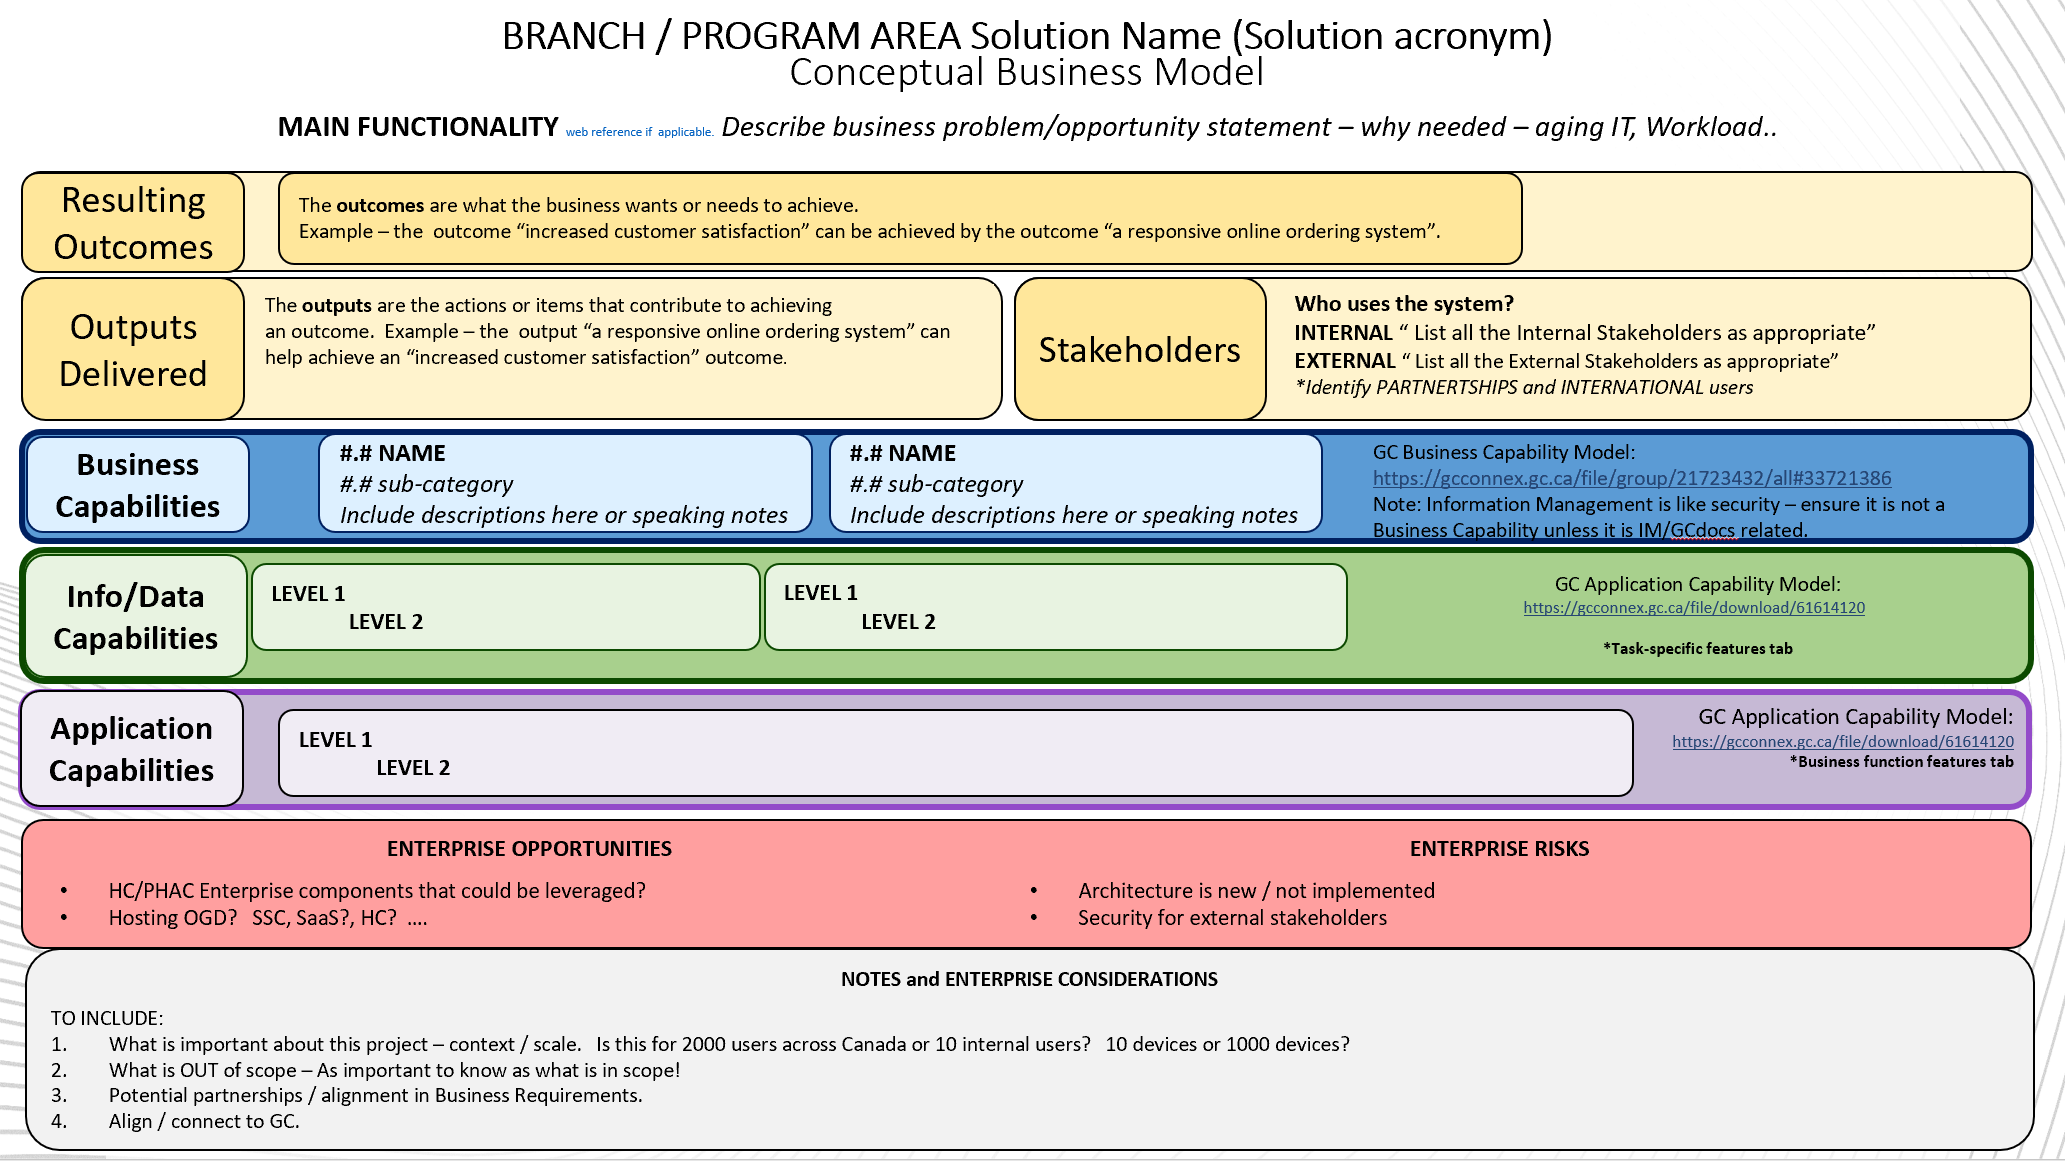 BRANCH / PROGRAM AREA Solution Name (Solution acronym)
Conceptual Business Model
MAIN FUNCTIONALITY web reference if applicable. Describe business problem/opportunity statement – why needed – aging IT, Workload..
Resulting
Outcomes
The outcomes are what the business wants or needs to achieve.
Example – the outcome “increased customer satisfaction” can be achieved by the outcome “a responsive online ordering system”.
Outputs
Delivered
The outputs are the actions or items that contribute to achieving
an outcome. Example – the output “a responsive online ordering system” can
help achieve an “increased customer satisfaction” outcome.
Stakeholders
Who uses the system?
INTERNAL “ List all the Internal Stakeholders as appropriate”
EXTERNAL “ List all the External Stakeholders as appropriate”
*Identify PARTNERTSHIPS and INTERNATIONAL users
Business
Capabilities
#.# NAME
#.# sub-category
Include descriptions here or speaking notes
#.# NAME
#.# sub-category
Include descriptions here or speaking notes
GC Business Capability Model:
https://gcconnex.gc.ca/file/group/21723432/all#33721386
Note: Information Management is like security – ensure it is not a
Business Capability unless it is IM/GCdocs related.
Info/Data
Capabilities
LEVEL 1
LEVEL 2
LEVEL 1
LEVEL 2
GC Application Capability Model:
https://gcconnex.gc.ca/file/download/61614120
*Task-specific features tab
Application
Capabilities
LEVEL 1
LEVEL 2
GC Application Capability Model:
https://gcconnex.gc.ca/file/download/61614120
*Business function features tab
ENTERPRISE OPPORTUNITIES
• HC/PHAC Enterprise components that could be leveraged?
• Hosting OGD? SSC, SaaS?, HC? ....
ENTERPRISE RISKS
• Architecture is new / not implemented
• Security for external stakeholders
NOTES and ENTERPRISE CONSIDERATIONS
TO INCLUDE:
1. What is important about this project – context / scale. Is this for 2000 users across Canada or 10 internal users? 10 devices or 1000 devices?
2. What is OUT of scope – As important to know as what is in scope!
3. Potential partnerships / alignment in Business Requirements.
4. Align / connect to GC.